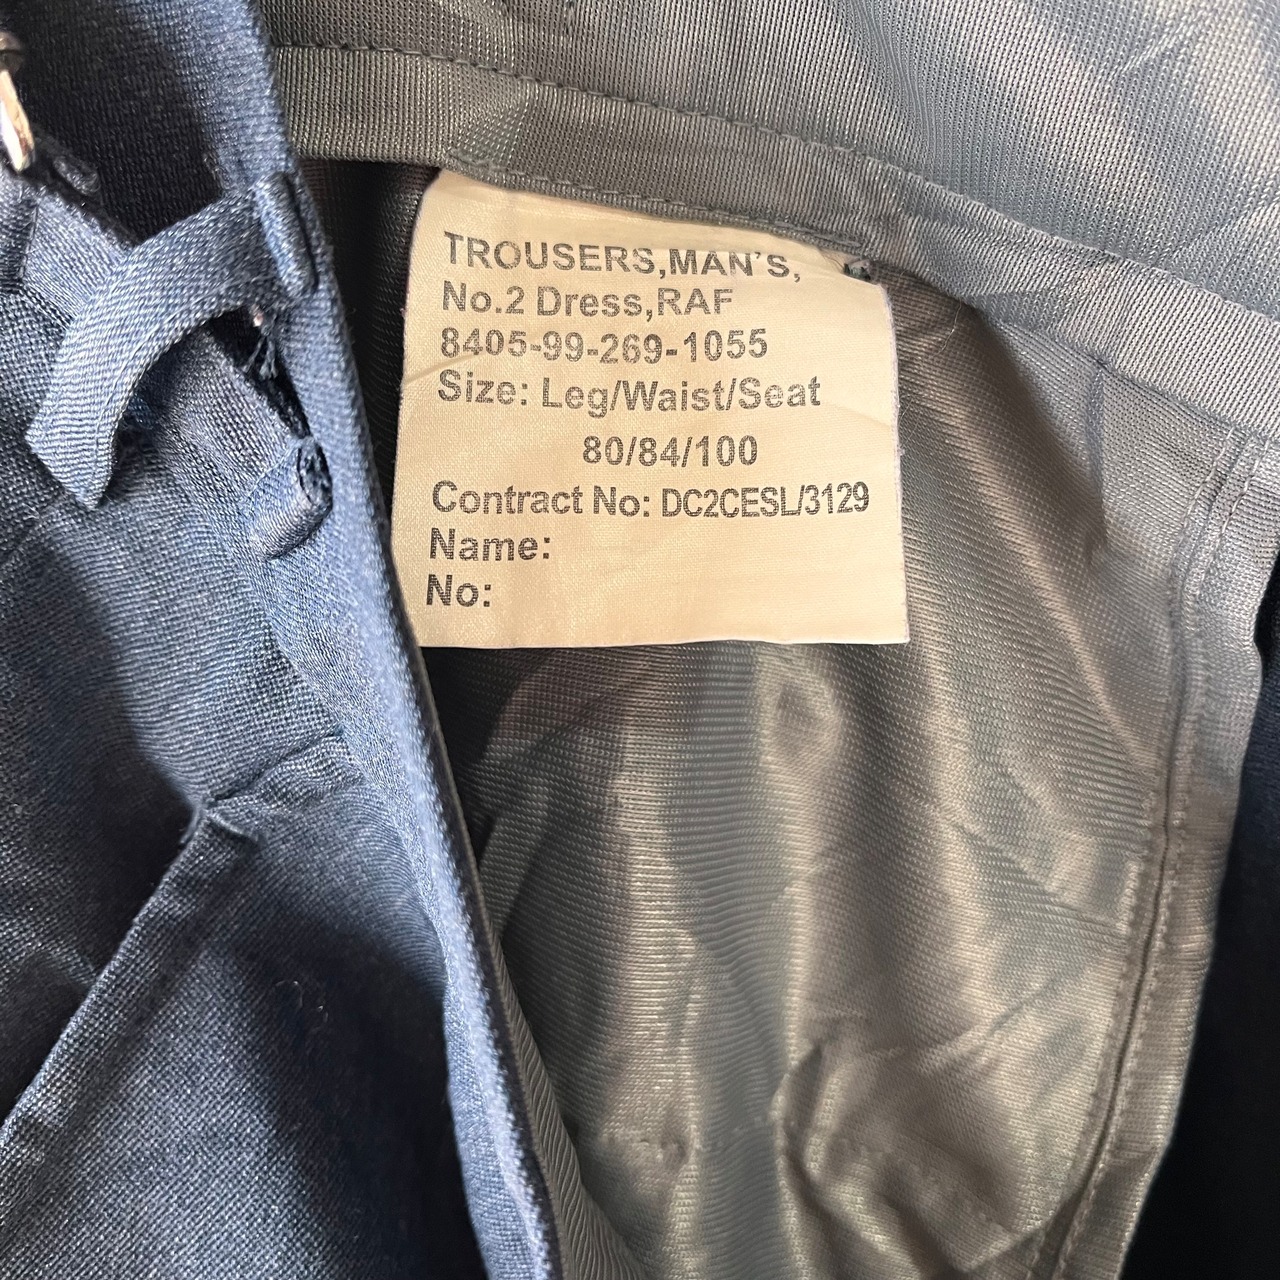 TROUSERS,MAN'S,
No.2 Dress,RAF
8405-99-269-1055
Size: Leg/Waist/Seat
80/84/100
Contract No: DC2CESL/3129
Name:
No: